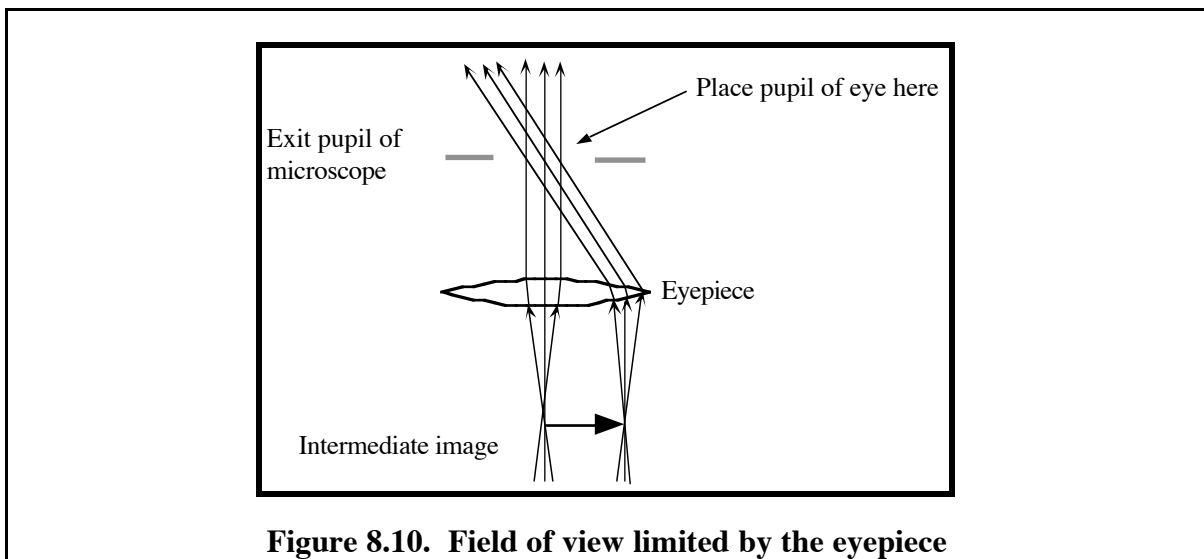 Place pupil of eye here
Exit pupil of
microscope
Eyepiece
Intermediate image
Figure 8.10. Field of view limited by the eyepiece